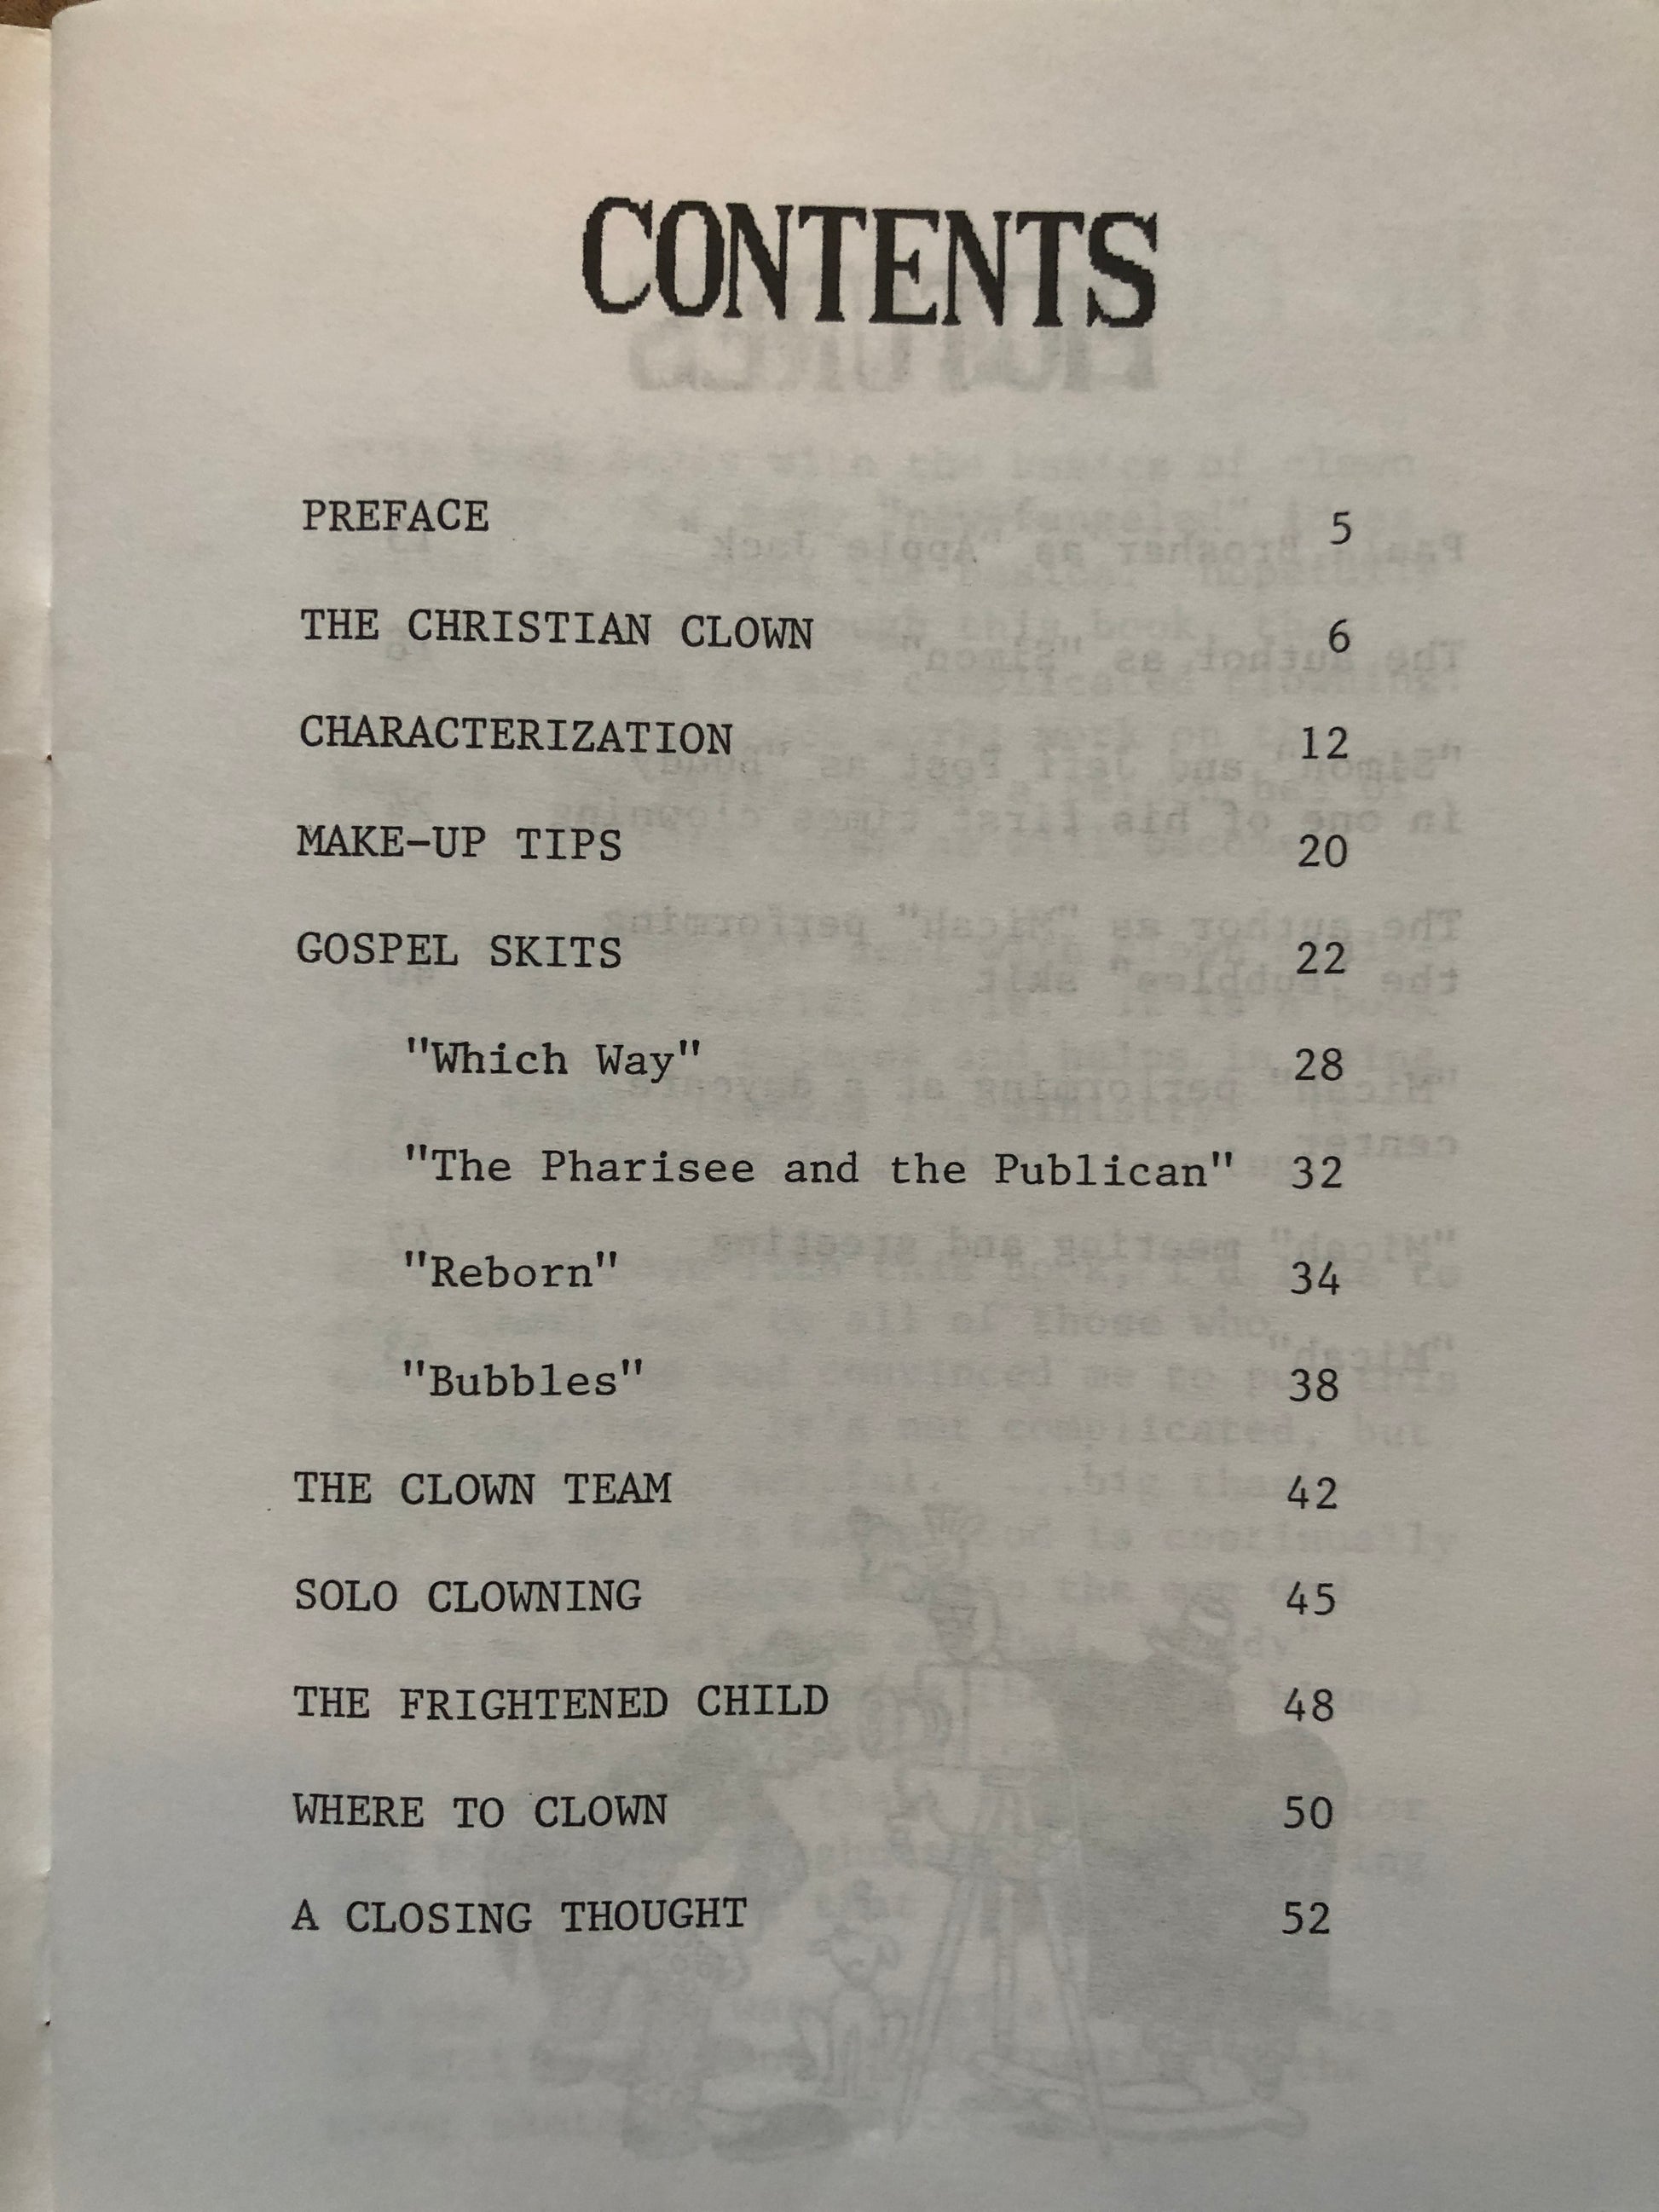 CONTENTS
PREFACE 5
THE CHRISTIAN CLOWN 6
CHARACTERIZATION 12
MAKE-UP TIPS 20
GOSPEL SKITS 22
"Which Way" 28
"The Pharisee and the Publican" 32
"Reborn" 34
"Bubbles" 38
THE CLOWN TEAM 42
SOLO CLOWNING 45
THE FRIGHTENED CHILD 48
WHERE TO CLOWN 50
A CLOSING THOUGHT 52